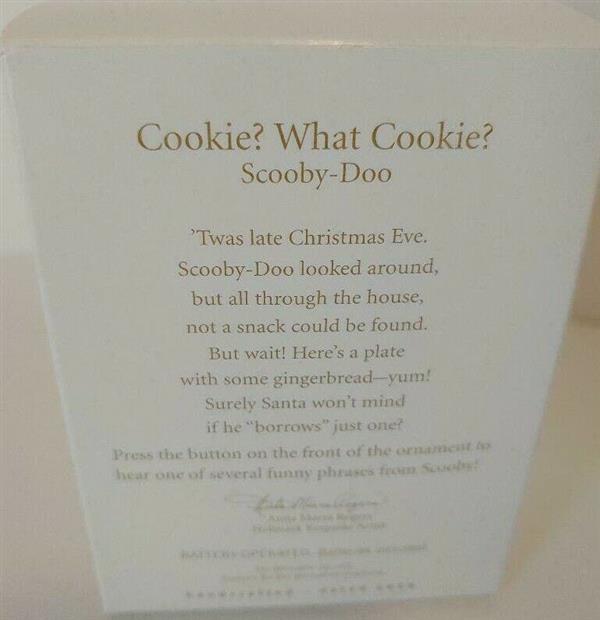 Cookie? What Cookie?
Scooby-Doo
’Twas late Christmas Eve.
Scooby-Doo looked around,
but all through the house,
not a snack could be found.
But wait! Here’s a plate
with some gingerbread—yum!
Surely Santa won’t mind
if he “borrows” just one?
Press the button on the front of the ornament to
hear one of several funny phrases from Scooby!
Hallmark Keepsake Artist
BATTERY-OPERATED.